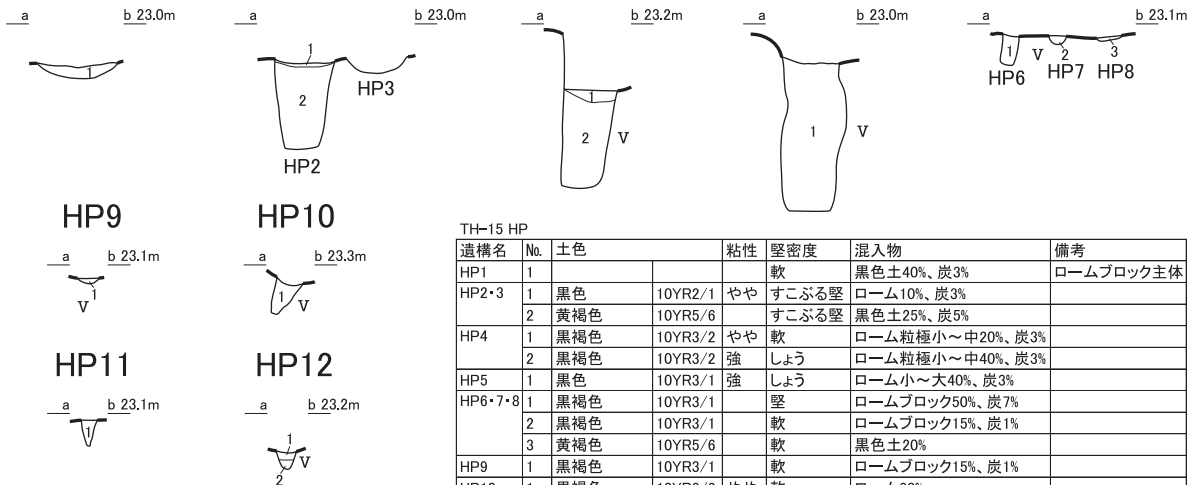 a b 23.0m a b 23.0m a b 23.2m a b 23.0m a b 23.1m
1
1
2
HP2
HP3
1
2
V
1
V
1 V 2 3
HP6 HP7 HP8
HP9 HP10
a b 23.1m a b 23.3m
1
V
1 V
HP11 HP12
a b 23.1m a b 23.2m
1
1
V
2
TH-15 HP
遺構名 No. 土色 粘性 堅密度 混入物 備考
HP1 1 軟 黒色土40%、炭3% ロームブロック主体
HP2・3 1 黒色 10YR2/1 やや すこぶる堅 ローム10%、炭3%
2 黄褐色 10YR5/6 すこぶる堅 黒色土25%、炭5%
HP4 1 黒褐色 10YR3/2 やや 軟 ローム粒極小～中20%、炭3%
2 黒褐色 10YR3/2 強 しょう ローム粒極小～中40%、炭3%
HP5 1 黒色 10YR3/1 強 しょう ローム小～大40%、炭3%
HP6・7・8 1 黒褐色 10YR3/1 堅 ロームブロック50%、炭7%
2 黒褐色 10YR3/1 軟 ロームブロック15%、炭1%
3 黄褐色 10YR5/6 軟 黒色土20%
HP9 1 黒褐色 10YR3/1 軟 ロームブロック15%、炭1%